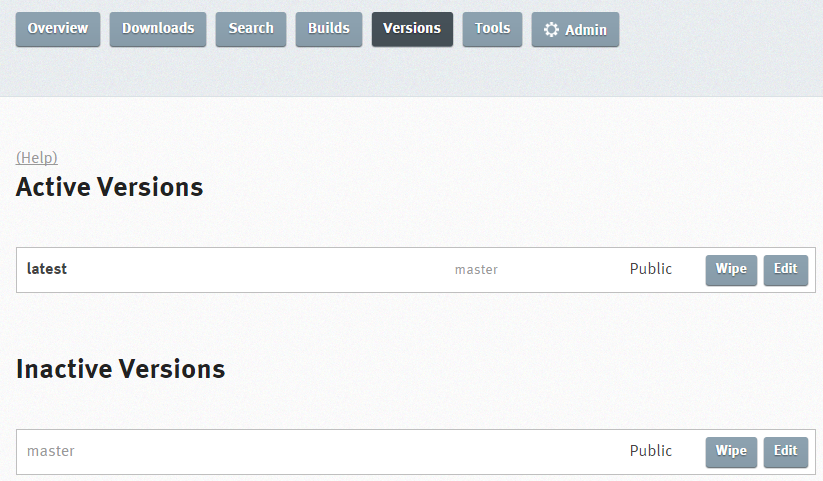 Overview Downloads Search Builds Versions Tools Admin
(Help)
Active Versions
latest master Public Wipe Edit
Inactive Versions
master Public Wipe Edit